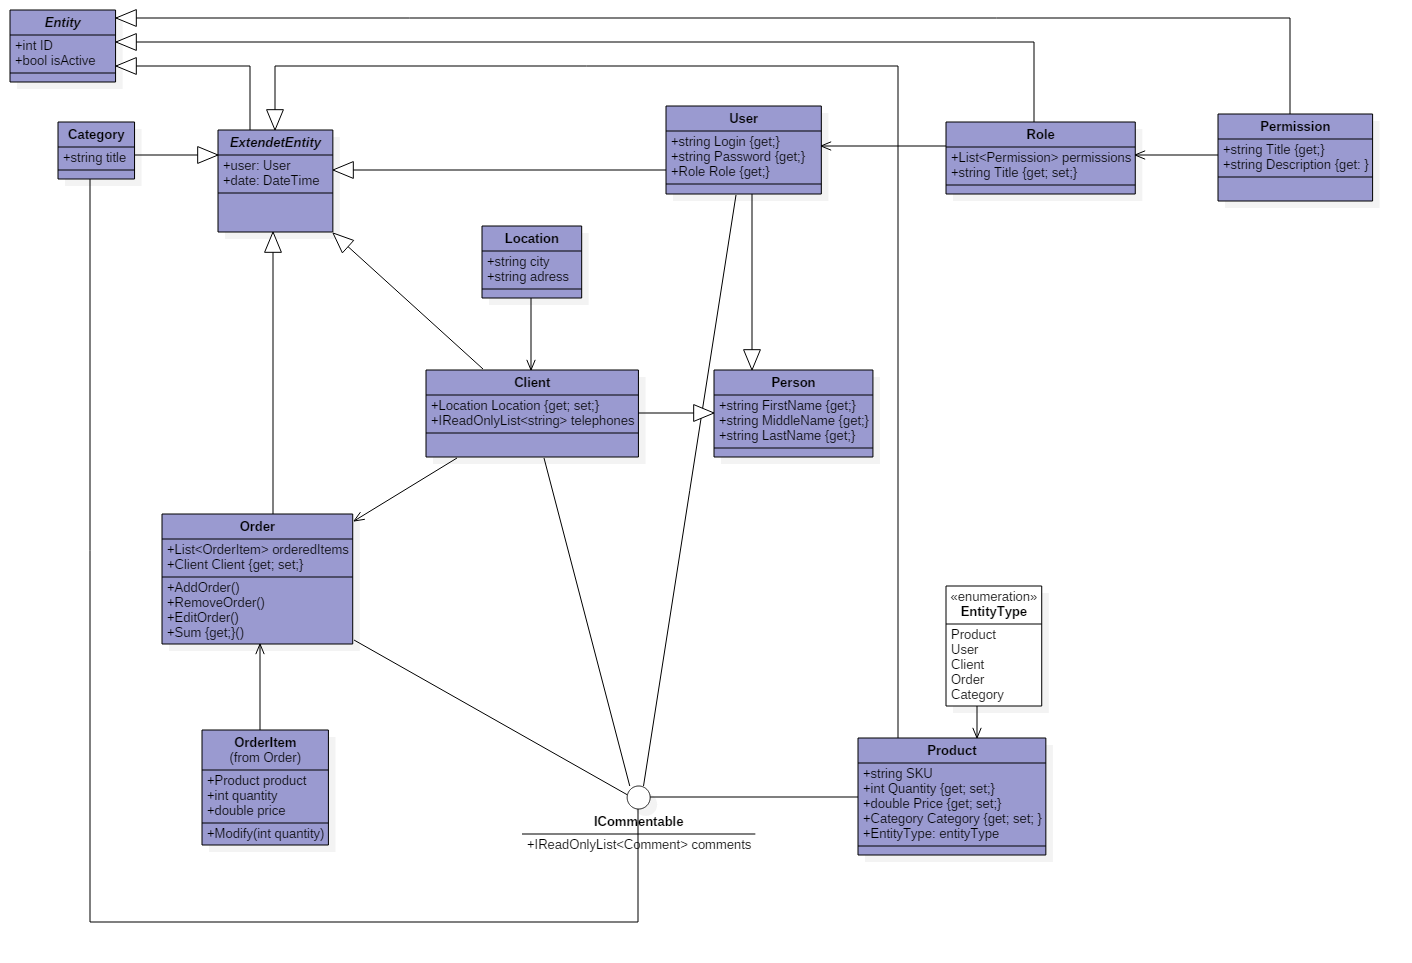 Entity
+int ID
+bool isActive
Category
+string title
ExtendetEntity
+user: User
+date: DateTime
User
+string Login {get;}
+string Password {get;}
+Role Role {get;}
Role
+List<Permission> permissions
+string Title {get; set;}
Permission
+string Title {get;}
+string Description {get: }
Location
+string city
+string adress
Client
+Location Location {get; set;}
+IReadOnlyList<string> telephones
Person
+string FirstName {get;}
+string MiddleName {get;}
+string LastName {get;}
Order
+List<OrderItem> orderedItems
+Client Client {get; set;}
+AddOrder()
+RemoveOrder()
+EditOrder()
+Sum {get;}()
«enumeration»
EntityType
Product
User
Client
Order
Category
OrderItem
(from Order)
+Product product
+int quantity
+double price
+Modify(int quantity)
ICommentable
+IReadOnlyList<Comment> comments
Product
+string SKU
+int Quantity {get; set;}
+double Price {get; set;}
+Category Category {get; set; }
+EntityType: entityType